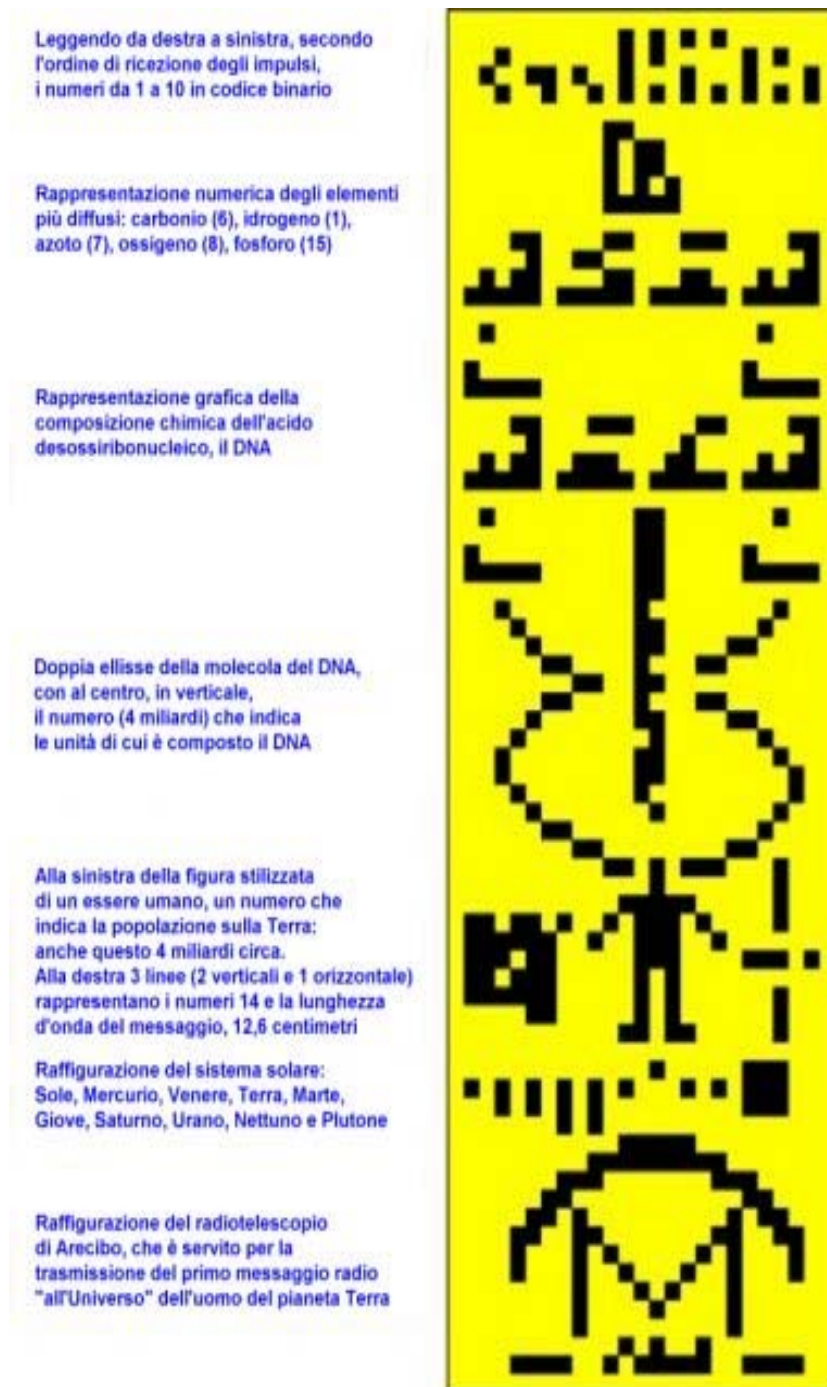 Leggendo da destra a sinistra, secondo
l'ordine di ricezione degli impulsi,
i numeri da 1 a 10 in codice binario
Rappresentazione numerica degli elementi
più diffusi: carbonio (6), idrogeno (1),
azoto (7), ossigeno (8), fosforo (15)
Rappresentazione grafica della
composizione chimica dell'acido
desossiribonucleico, il DNA
Doppia ellisse della molecola del DNA,
con al centro, in verticale,
il numero (4 miliardi) che indica
le unità di cui è composto il DNA
Alla sinistra della figura stilizzata
di un essere umano, un numero che
indica la popolazione sulla Terra:
anche questo 4 miliardi circa.
Alla destra 3 linee (2 verticali e 1 orizzontale)
rappresentano i numeri 14 e la lunghezza
d'onda del messaggio, 12,6 centimetri
Raffigurazione del sistema solare:
Sole, Mercurio, Venere, Terra, Marte,
Giove, Saturno, Urano, Nettuno e Plutone
Raffigurazione del radiotelescopio
di Arecibo, che è servito per la
trasmissione del primo messaggio radio
"all'Universo" dell'uomo del pianeta Terra